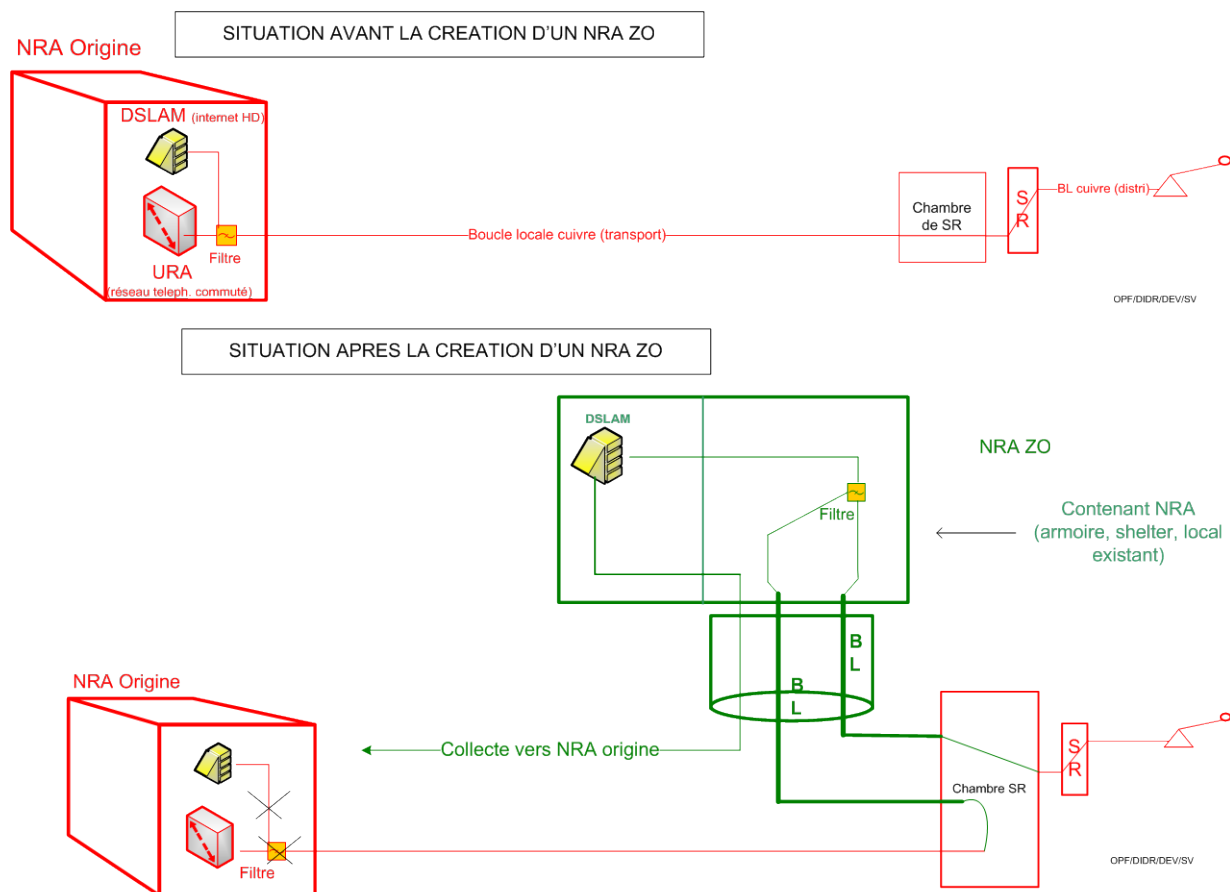 SITUATION AVANT LA CREATION D'UN NRA ZO
NRA Origine
DSLAM (internet HD)
Filtre
URA
(réseau teleph. commuté)
Boucle locale cuivre (transport)
Chambre
de SR
S
R
BL cuivre (distri)
OPF/DIDR/DEV/SV
SITUATION APRES LA CREATION D'UN NRA ZO
DSLAM
Filtre
NRA ZO
Contenant NRA
(armoire, shelter, local
existant)
B
L
B
L
NRA Origine
Collecte vers NRA origine
Filtre
Chambre SR
S
R
OPF/DIDR/DEV/SV